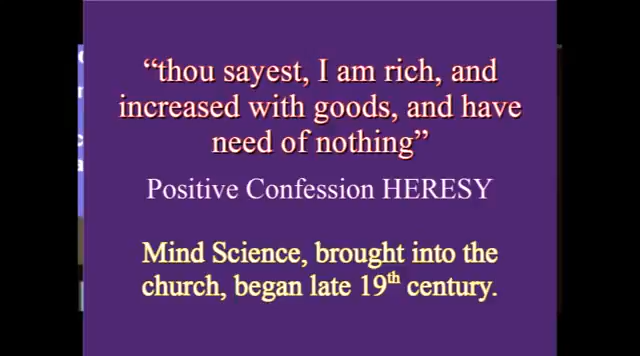 “thou sayest, I am rich, and
increased with goods, and have
need of nothing”
Positive Confession HERESY
Mind Science, brought into the
church, began late 19th century.